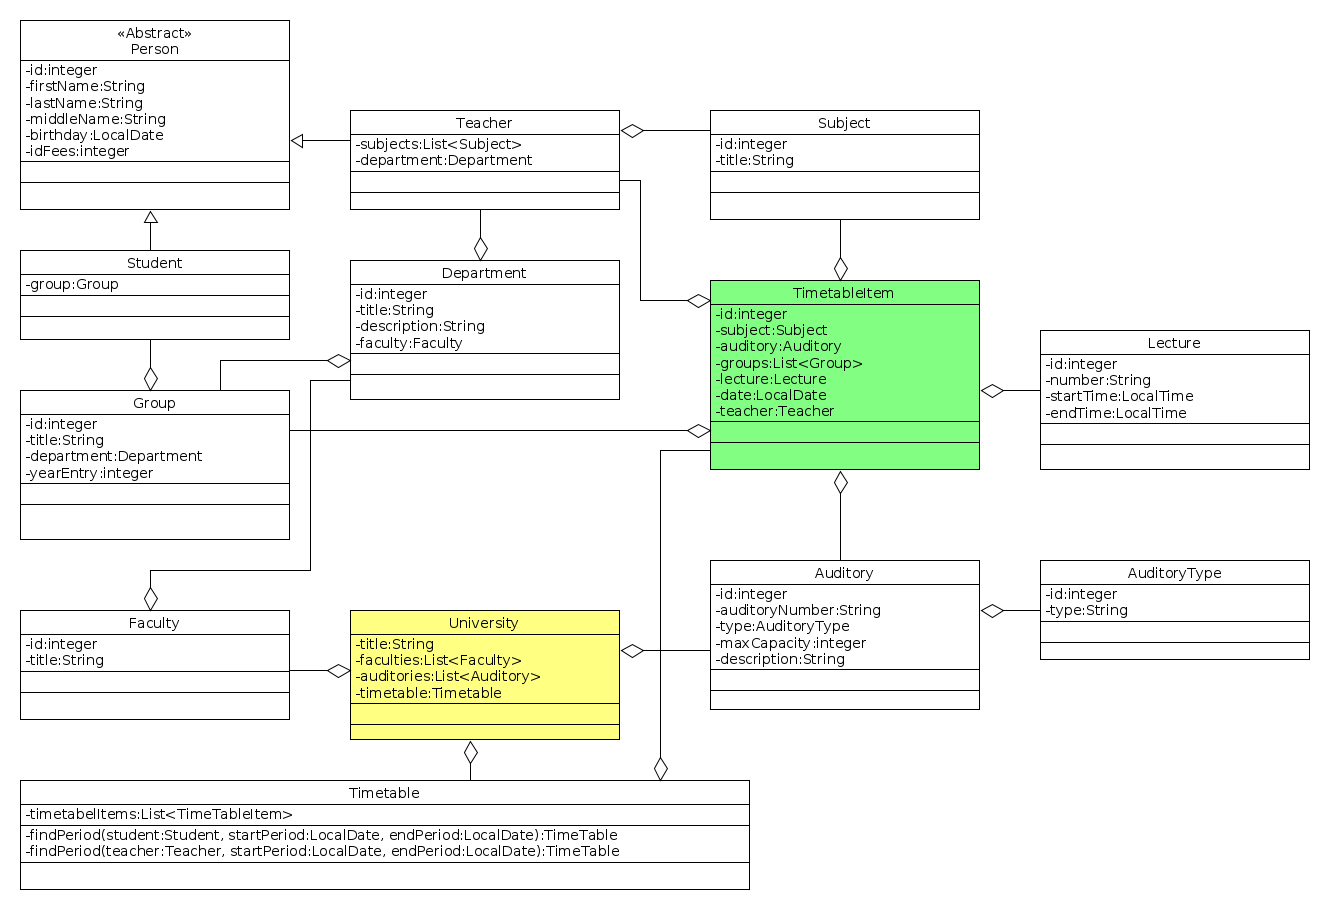 «Abstract»
Person
-id:integer
-firstName:String
-lastName:String
-middleName:String
-birthday:LocalDate
-idFees:integer
Teacher
-subjects:List<Subject>
-department:Department
Subject
-id:integer
-title:String
Student
-group:Group
Department
-id:integer
-title:String
-description:String
-faculty:Faculty
TimetableItem
-id:integer
-subject:Subject
-auditory:Auditory
-groups:List<Group>
-lecture:Lecture
-date:LocalDate
-teacher:Teacher
Lecture
-id:integer
-number:String
-startTime:LocalTime
-endTime:LocalTime
Group
-id:integer
-title:String
-department:Department
-yearEntry:integer
Auditory
-id:integer
-auditoryNumber:String
-type:AuditoryType
-maxCapacity:integer
-description:String
AuditoryType
-id:integer
-type:String
Faculty
-id:integer
-title:String
University
-title:String
-faculties:List<Faculty>
-auditories:List<Auditory>
-timetable:Timetable
Timetable
-timetabelItems:List<TimeTableItem>
-findPeriod(student:Student, startPeriod:LocalDate, endPeriod:LocalDate):TimeTable
-findPeriod(teacher:Teacher, startPeriod:LocalDate, endPeriod:LocalDate):TimeTable